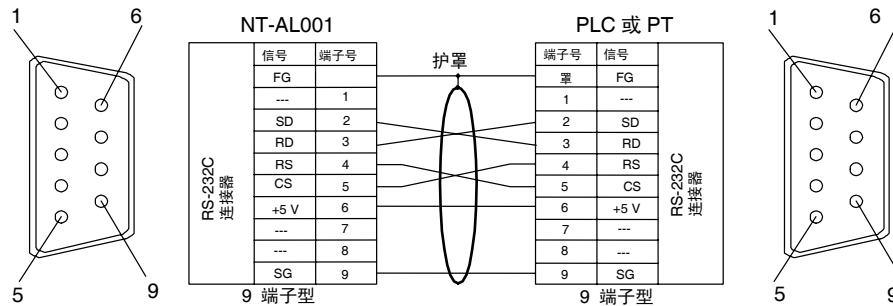 NT-AL001
PLC 或 PT
1
6
5
9
信号 端子号
FG
--- 1
SD 2
RD 3
RS 4
CS 5
+5 V 6
--- 7
--- 8
SG 9
RS-232C
连接器
9 端子型
护罩
端子号 信号
罩 FG
1 ---
2 SD
3 RD
4 RS
5 CS
6 +5 V
7 ---
8 ---
9 SG
RS-232C
连接器
9 端子型
1
6
5
9